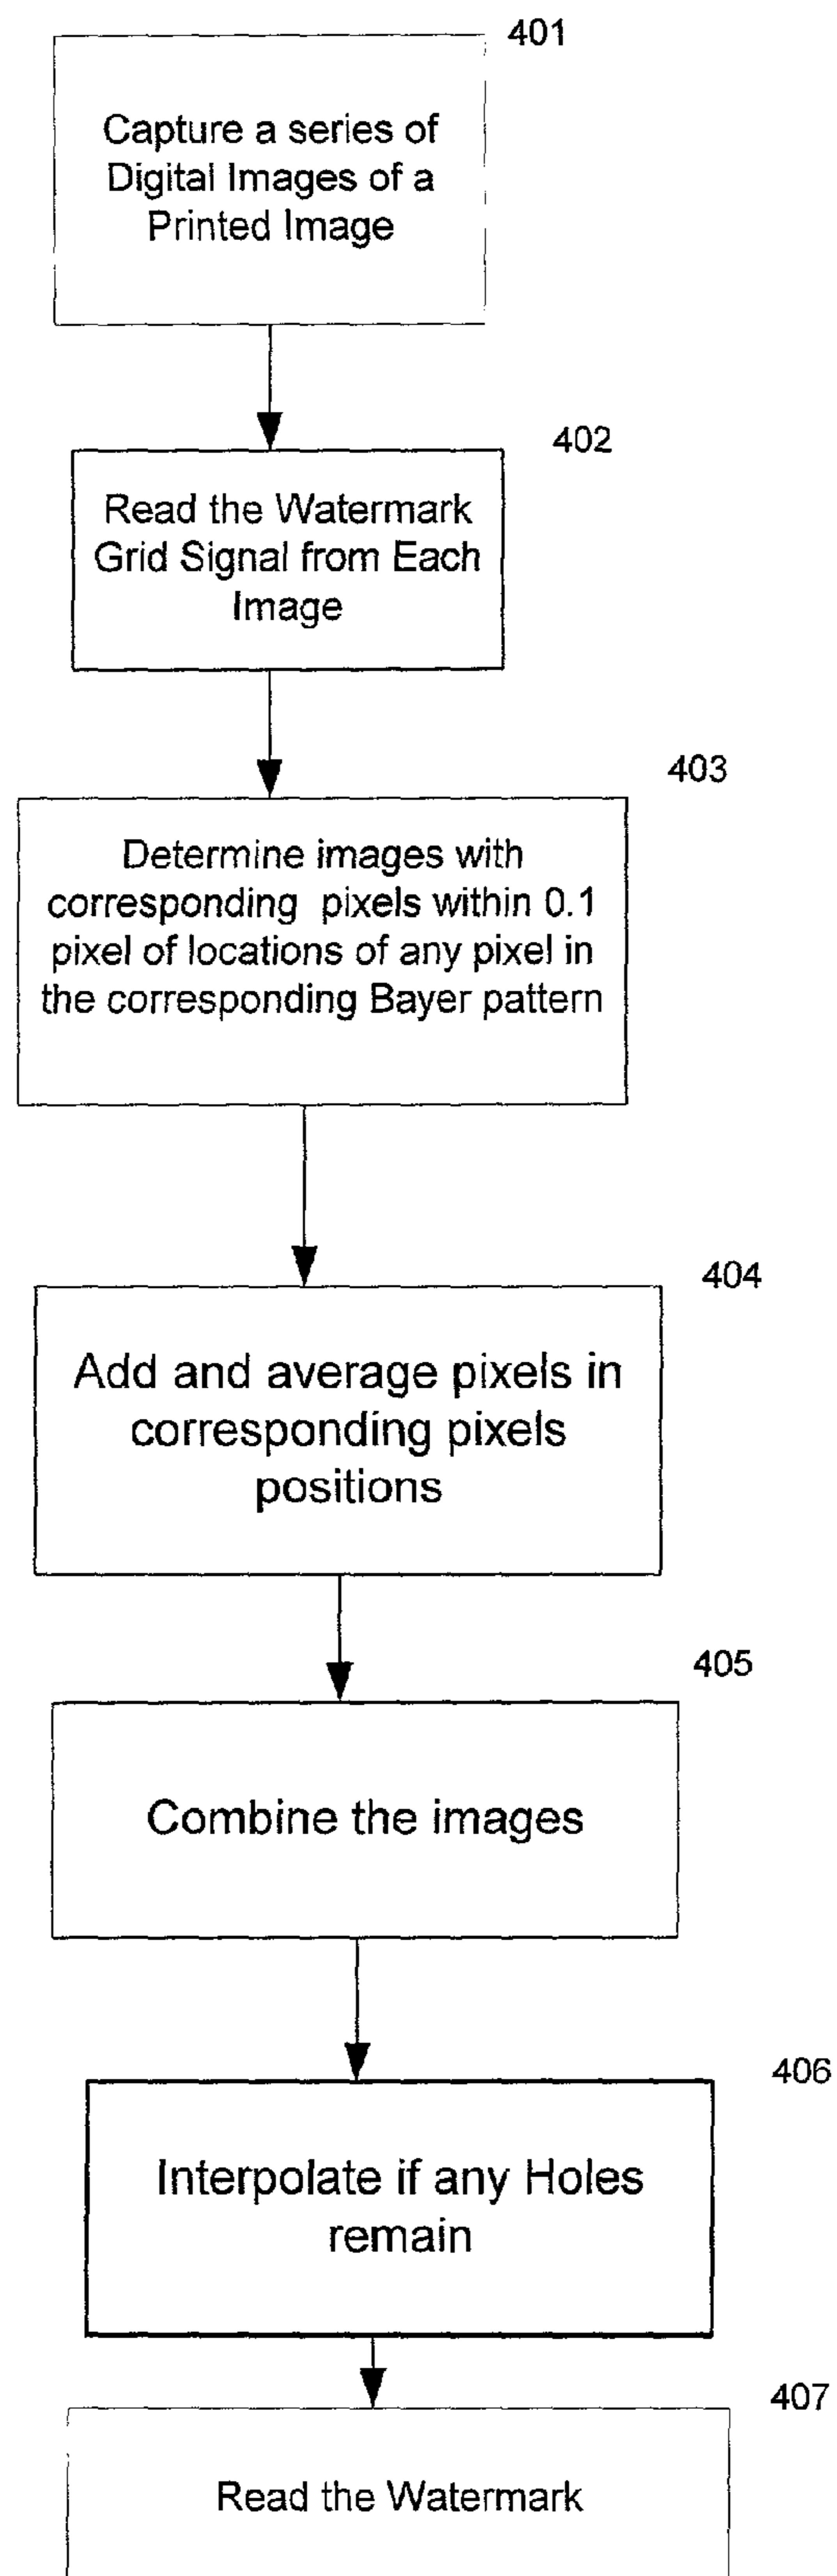 401
Capture a series of
Digital Images of a
Printed Image
402
Read the Watermark
Grid Signal from Each
Image
403
Determine images with
corresponding pixels within 0.1
pixel of locations of any pixel in
the corresponding Bayer pattern
404
Add and average pixels in
corresponding pixels
positions
405
Combine the images
406
Interpolate if any Holes
remain
407
Read the Watermark